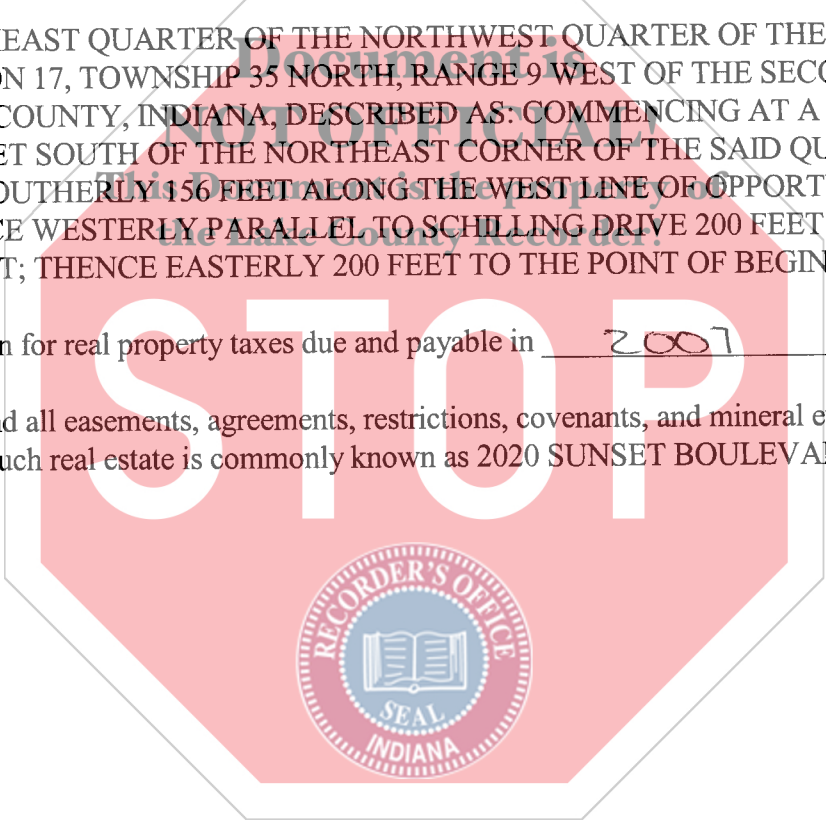 EAST QUARTER OF THE NORTHWEST QUARTER OF THE
Document is
N 17, TOWNSHIP 35 NORTH, RANGE 9 WEST OF THE SECO
COUNTY, INDIANA, DESCRIBED AS: COMMENCING AT A
NOT OFFICIAL!
ET SOUTH OF THE NORTHEAST CORNER OF THE SAID QU
OUTHERLY 156 FEET ALONG THE WEST LINE OF OPPORT
This Document is the property of
CE WESTERLY PARALLEL TO SCHILLING DRIVE 200 FEET
the Lake County Recorder!
T; THENCE EASTERLY 200 FEET TO THE POINT OF BEGIN
n for real property taxes due and payable in 2007
STOP
d all easements, agreements, restrictions, covenants, and mineral e
uch real estate is commonly known as 2020 SUNSET BOULEVA
RECORDER'S OFFICE
SEAL
INDIANA